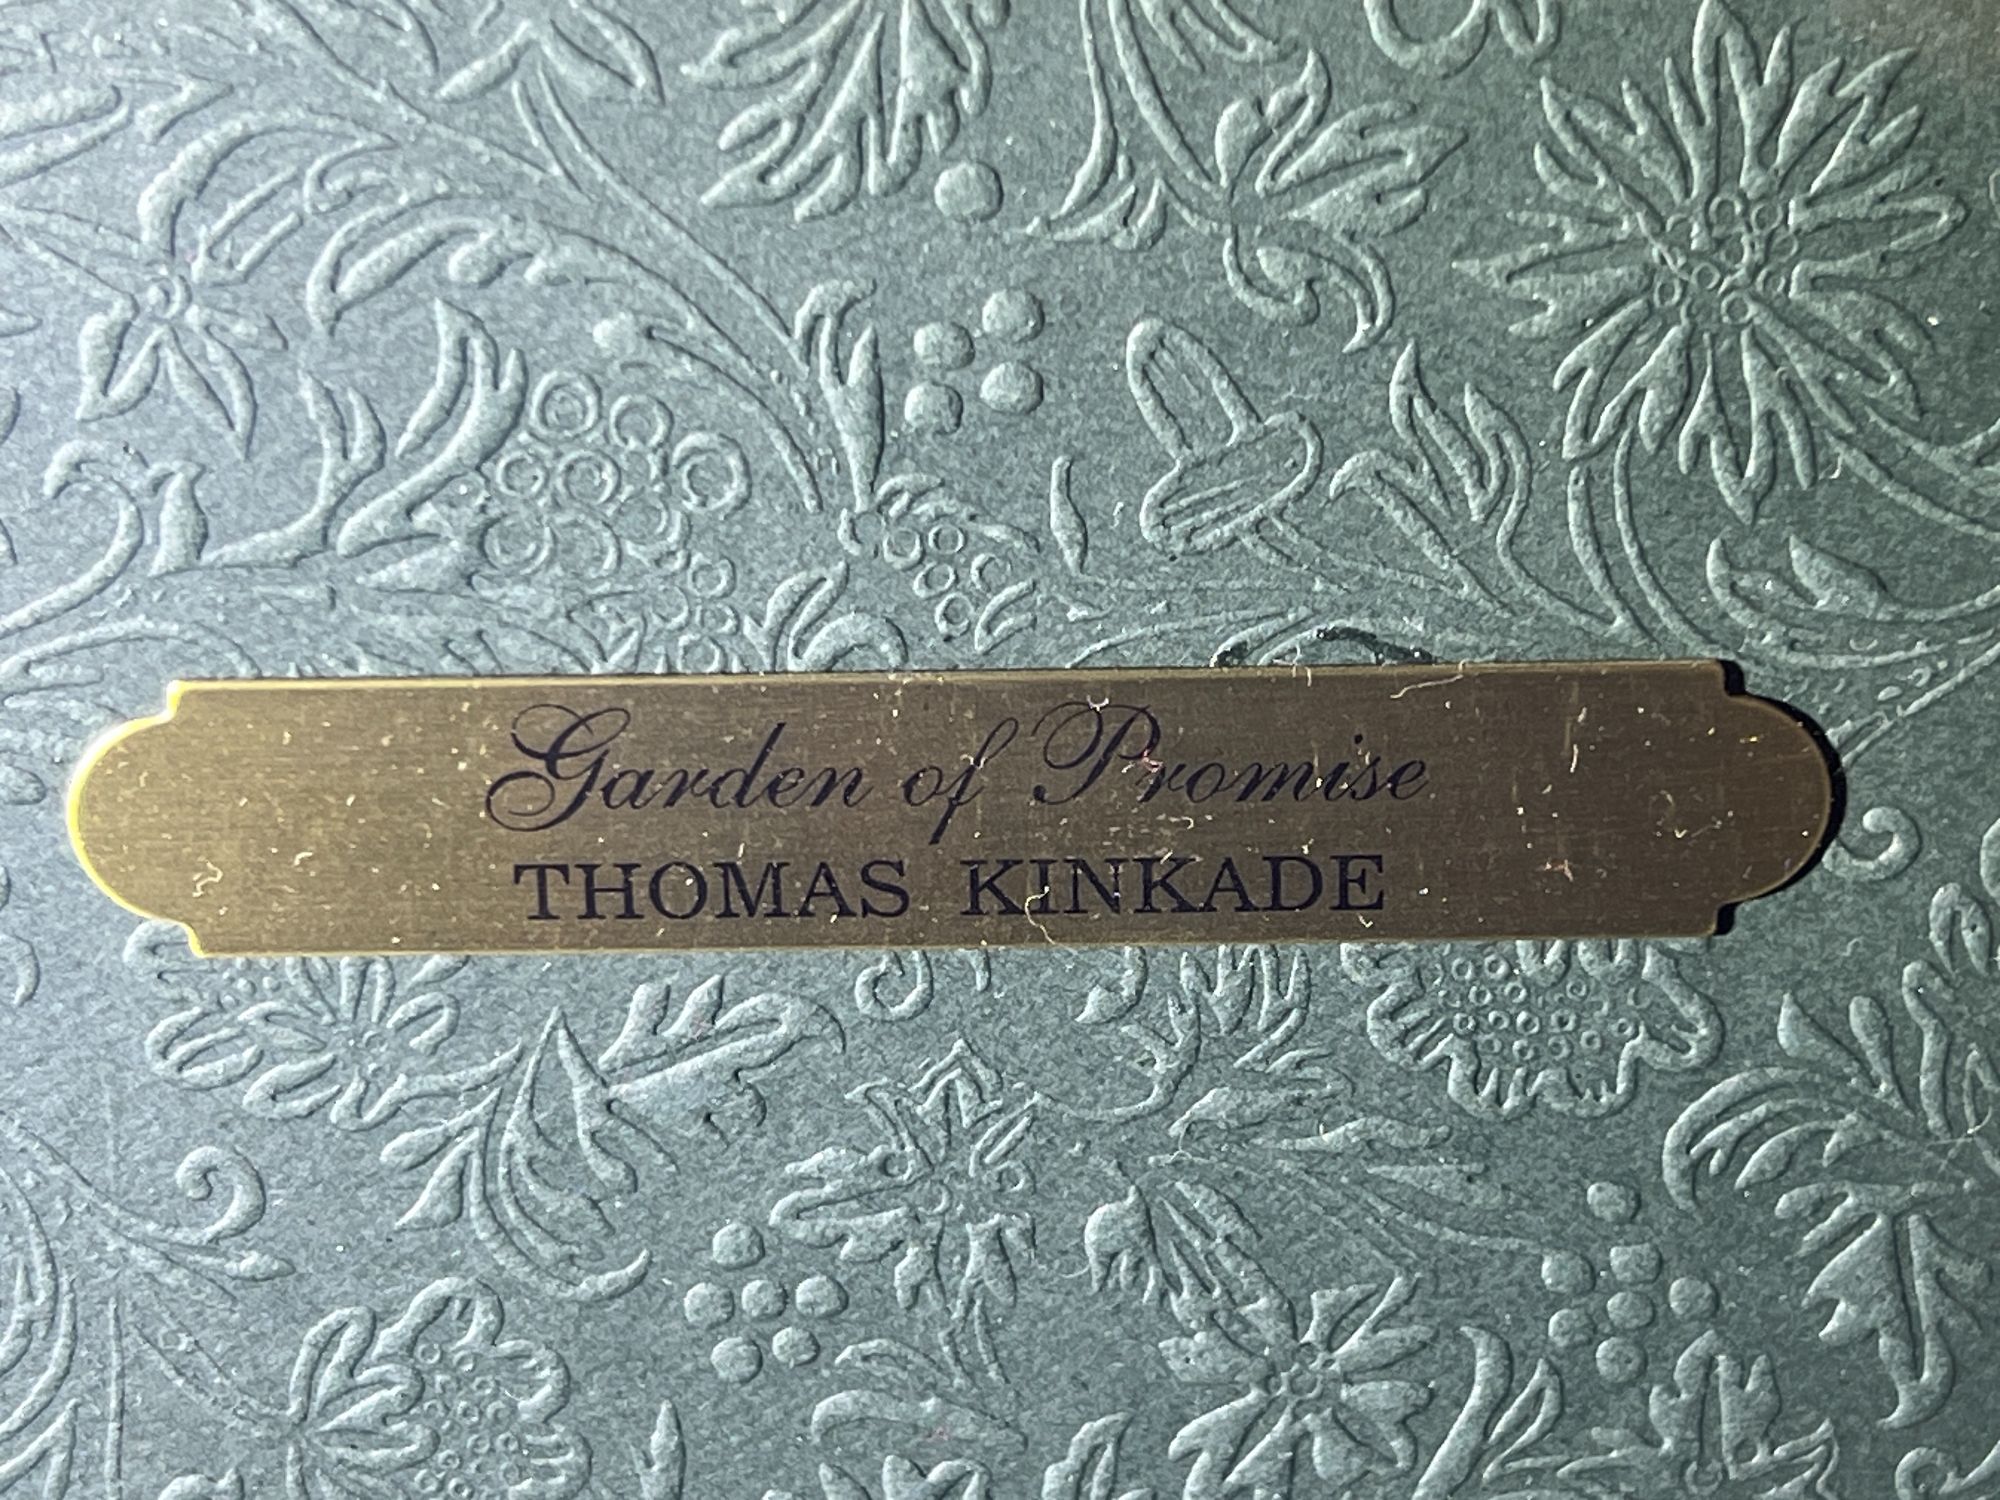 Garden of Promise
THOMAS KINKADE